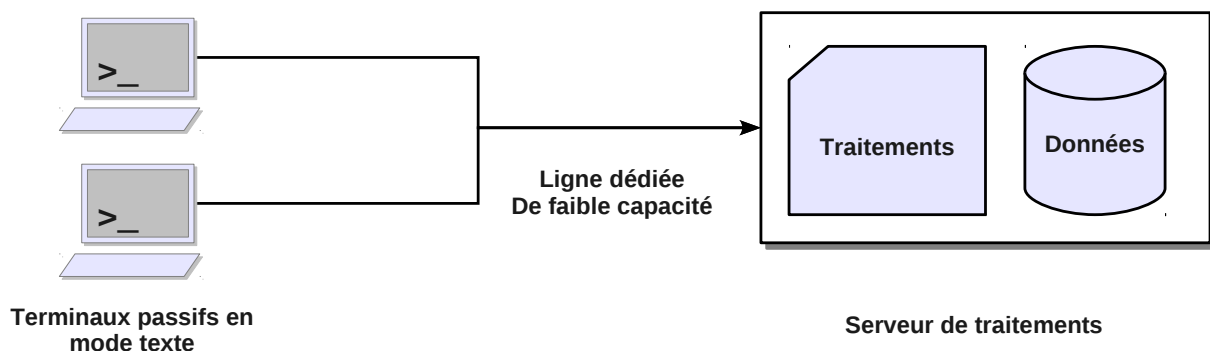 >_
>_
Terminaux passifs en
mode texte
Ligne dédiée
De faible capacité
Traitements
Données
Serveur de traitements